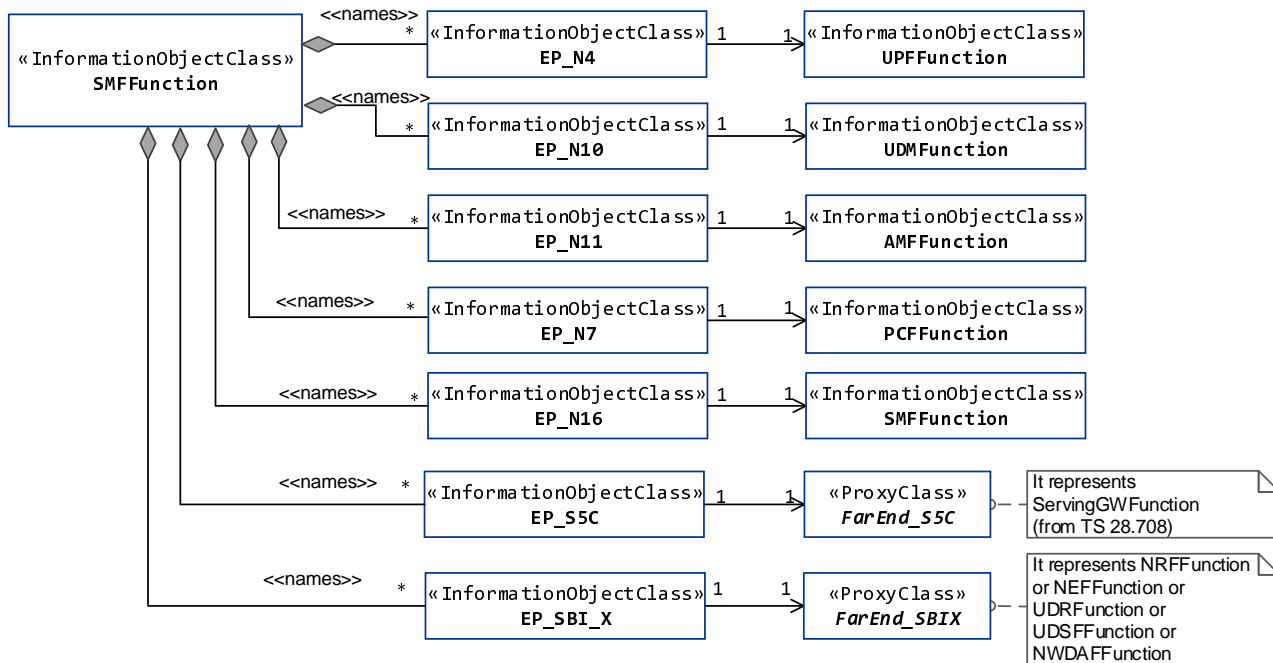 «InformationObjectClass»
SMFFunction
<<names>>
*
«InformationObjectClass»
EP_N4
1
1
«InformationObjectClass»
UPFFunction
<<names>>
*
«InformationObjectClass»
EP_N10
1
1
«InformationObjectClass»
UDMFunction
<<names>>
*
«InformationObjectClass»
EP_N11
1
1
«InformationObjectClass»
AMFFunction
<<names>>
*
«InformationObjectClass»
EP_N7
1
1
«InformationObjectClass»
PCFFunction
<<names>>
*
«InformationObjectClass»
EP_N16
1
1
«InformationObjectClass»
SMFFunction
<<names>>
*
«InformationObjectClass»
EP_S5C
1
1
«ProxyClass»
FarEnd_S5C
It represents
ServingGWFunction
(from TS 28.708)
<<names>>
*
«InformationObjectClass»
EP_SBI_X
1
1
«ProxyClass»
FarEnd_SBIX
It represents NRFFunction
or NEFFunction or
UDRFunction or
UDSFFunction or
NWDAFFunction